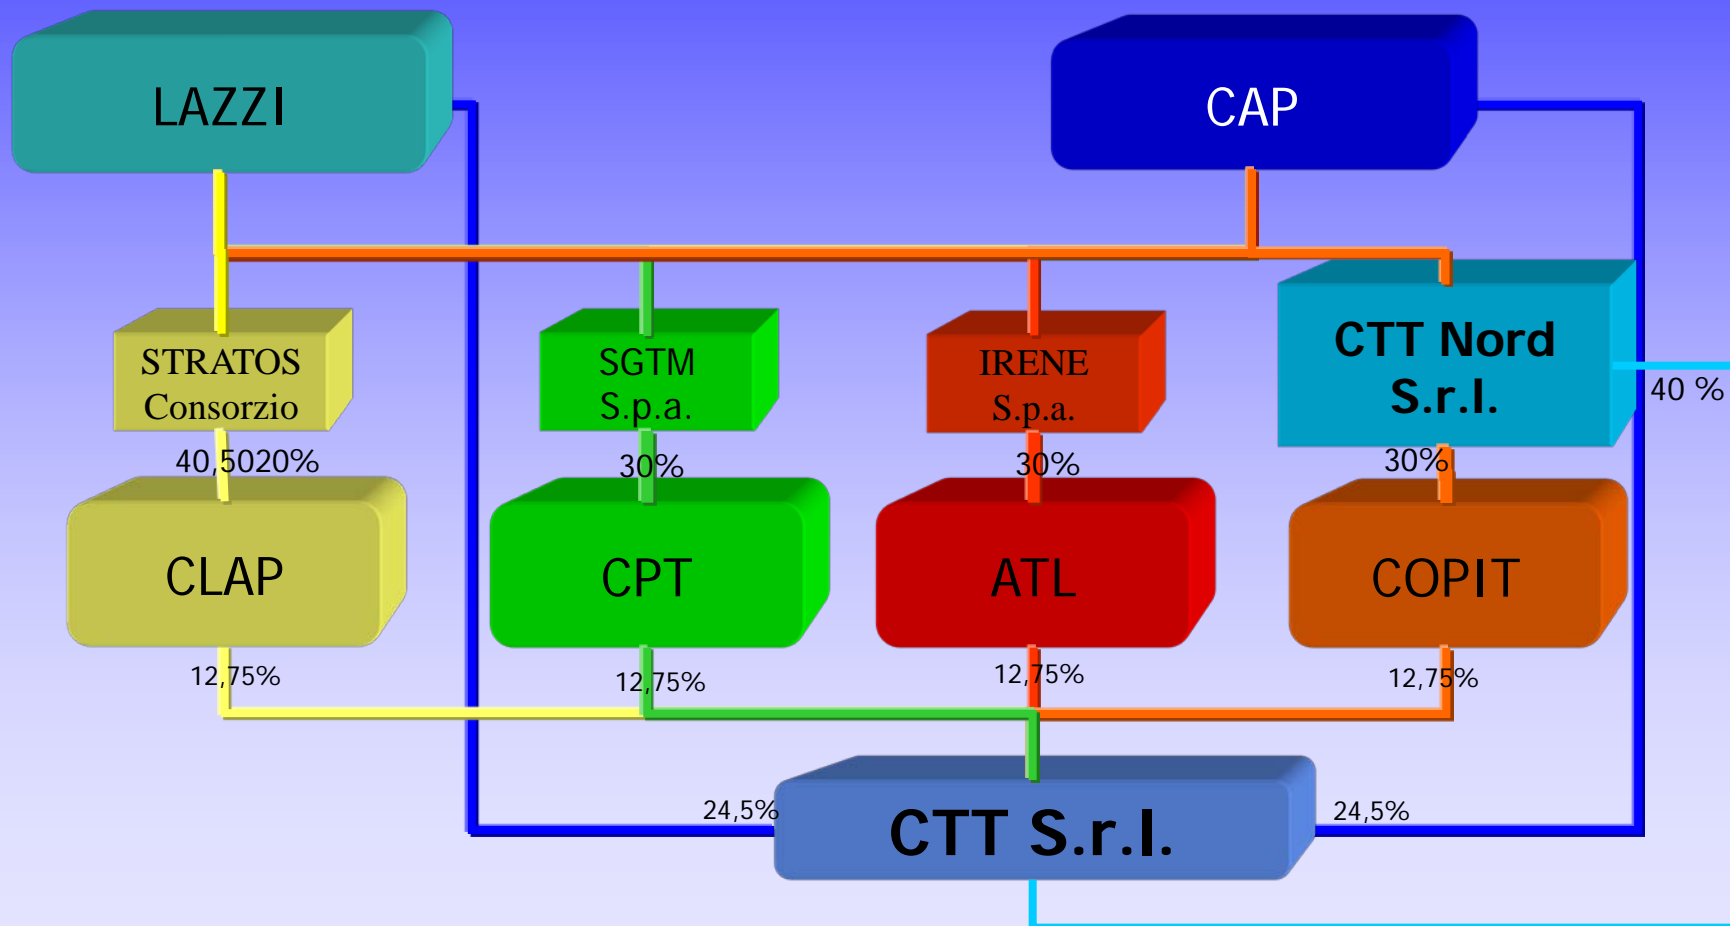 LAZZI
CAP
STRATOS
Consorzio
SGTM
S.p.a.
IRENE
S.p.a.
CTT Nord
S.r.l.
40 %
40,5020%
30%
30%
30%
CLAP
CPT
ATL
COPIT
12,75%
12,75%
12,75%
12,75%
24,5%
CTT S.r.l.
24,5%